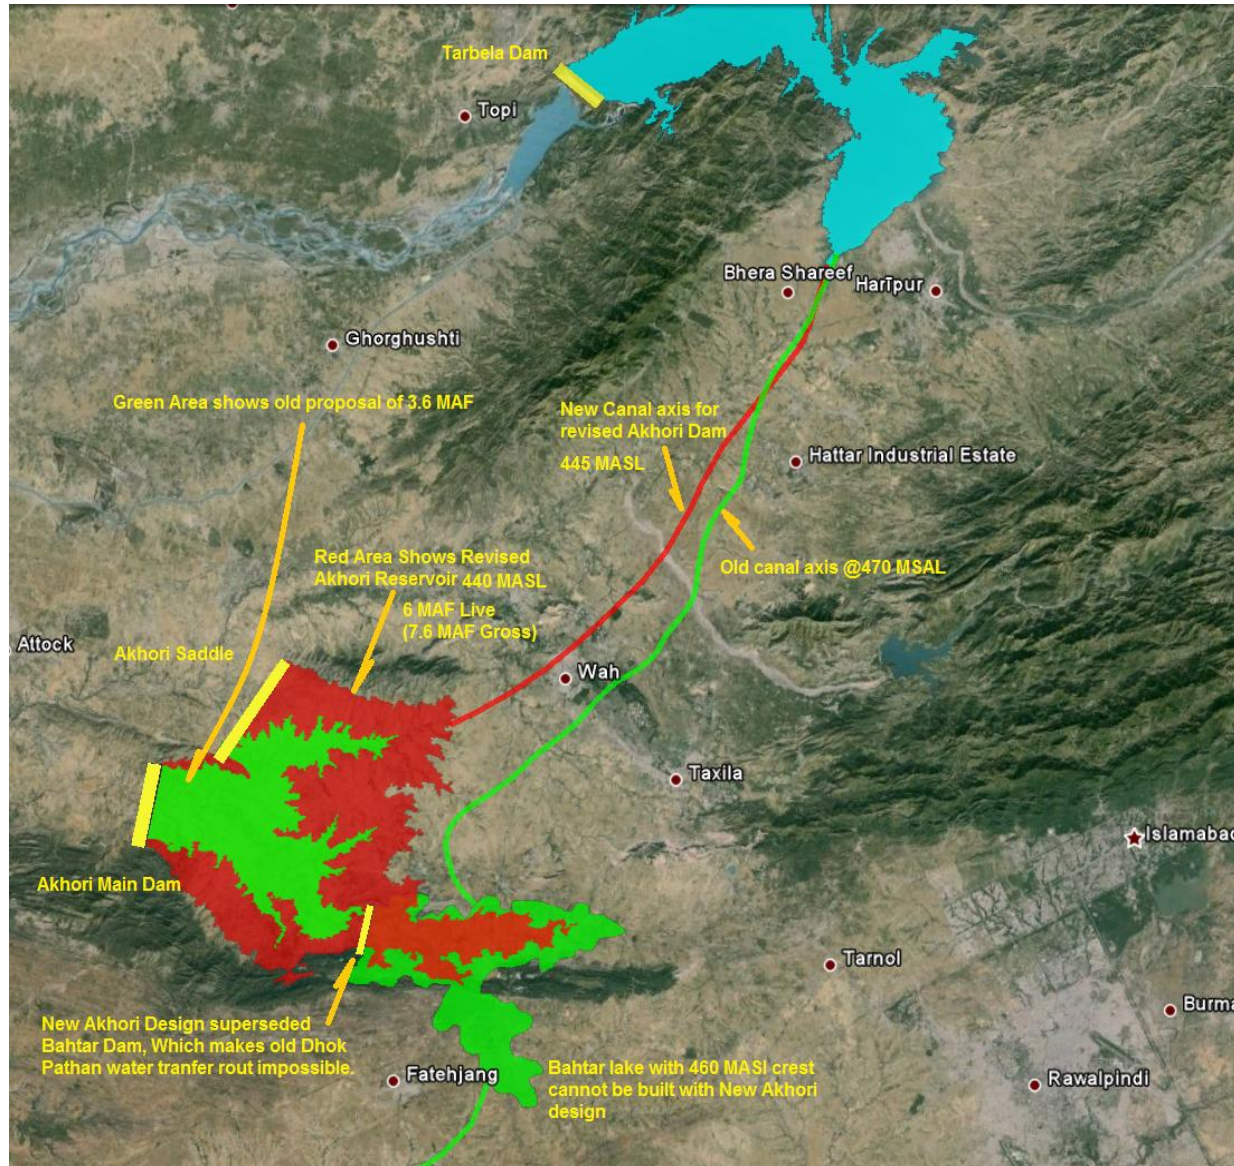 Tarbela Dam
Topi
Bhera Shareef
Harīpur
Ghorghushti
Green Area shows old proposal of 3.6 MAF
New Canal axis for
revised Akhori Dam
445 MASL
Hattar Industrial Estate
Red Area Shows Revised
Akhori Reservoir 440 MASL
6 MAF Live
(7.6 MAF Gross)
Old canal axis @470 MSAL
Attock
Akhori Saddle
Wah
Taxila
Islamabad
Akhori Main Dam
Tarnol
Burma
New Akhori Design superseded
Bahtar Dam, Which makes old Dhok
Pathan water tranfer rout impossible.
Fatehjang
Bahtar lake with 460 MASl crest
cannot be built with New Akhori
design
Rawalpindi